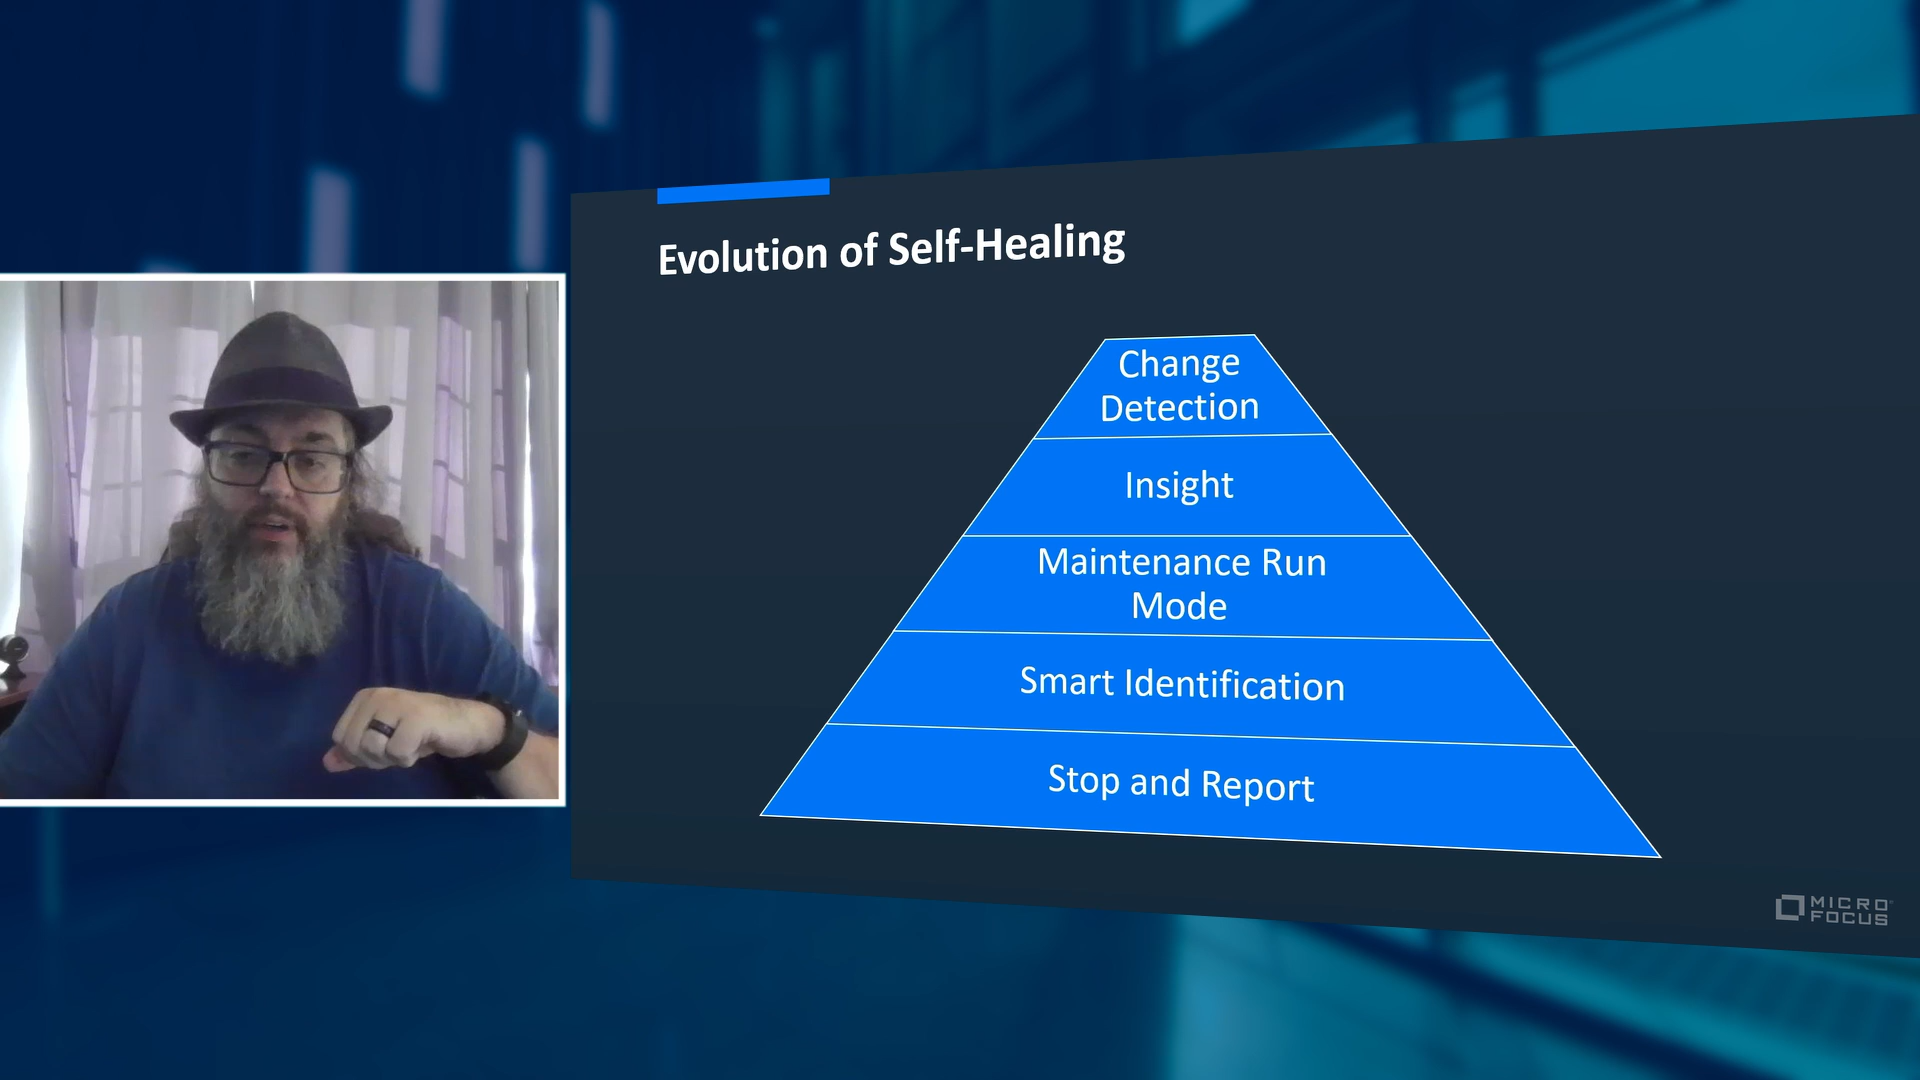 Evolution of Self-Healing
Change
Detection
Insight
Maintenance Run
Mode
Smart Identification
Stop and Report
MICRO
FOCUS